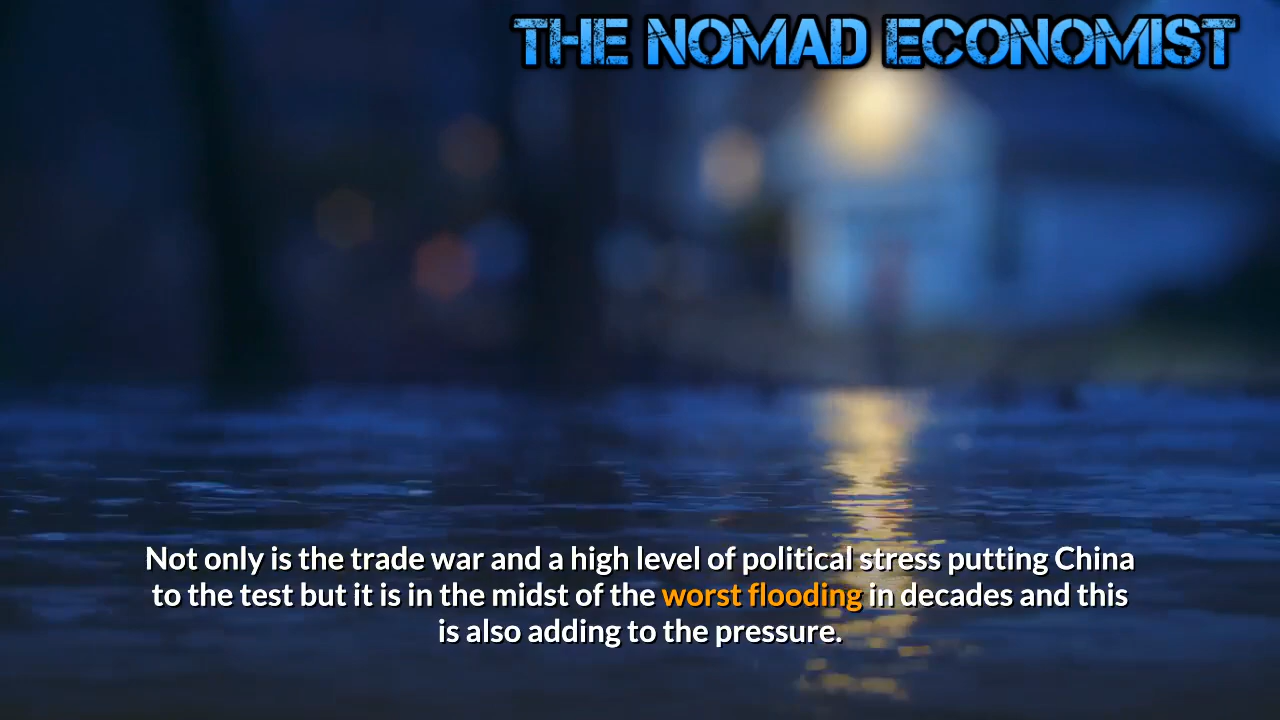 THE NOMAD ECONOMIST
Not only is the trade war and a high level of political stress putting China
to the test but it is in the midst of the worst flooding in decades and this
is also adding to the pressure.